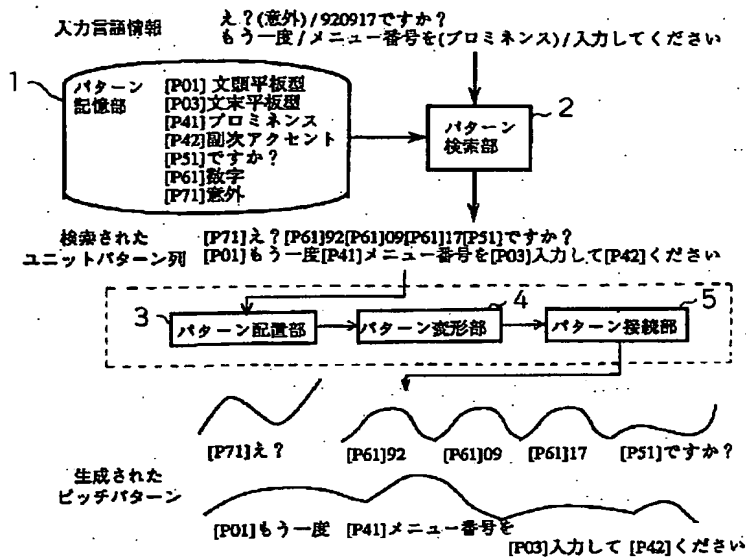 入力言語情報
え?(意外)/920917ですか?
もう一度/メニュー番号を(プロミネンス)/入力してください
1
パターン
記憶部
[P01] 文頭平板型
[P03]文末平板型
[P41]プロミネンス
[P42]副次アクセント
[P51]ですか?
[P61]数字
[P71]意外
2
パターン
検索部
検索された
ユニットパターン列
[P71]え?[P61]92[P61]09[P61]17[P51]ですか?
[P01]もう一度[P41]メニュー番号を[P03]入力して[P42]ください
3
パターン配置部
4
パターン変形部
5
パターン接続部
[P71]え?
[P61]92
[P61]09
[P61]17
[P51]ですか?
生成された
ピッチパターン
[P01]もう一度
[P41]メニュー番号を
[P03]入力して
[P42]ください